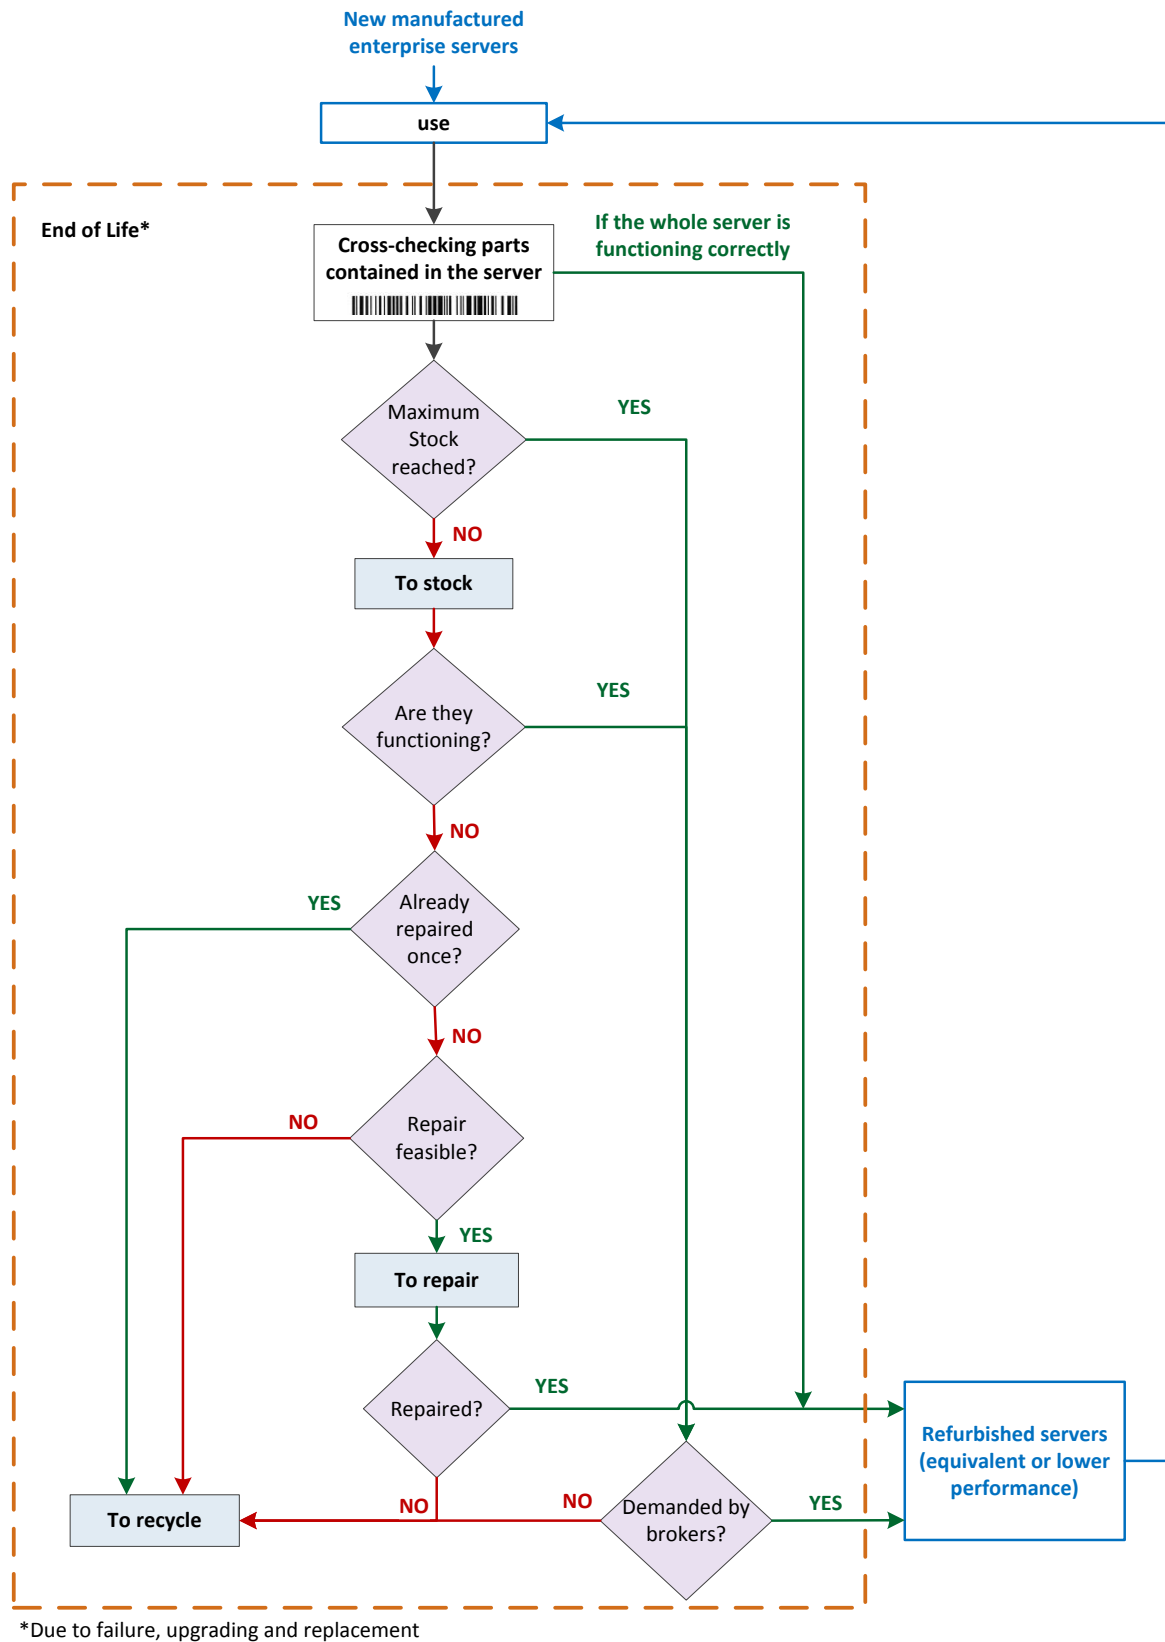 New manufactured
enterprise servers
use
End of Life*
If the whole server is
functioning correctly
Cross-checking parts
contained in the server
Maximum
Stock
reached?
YES
NO
To stock
Are they
functioning?
YES
NO
Already
repaired
once?
YES
NO
Repair
feasible?
NO
YES
To repair
Repaired?
YES
NO
Refurbished servers
(equivalent or lower
performance)
To recycle
NO
Demanded by
brokers?
YES
*Due to failure, upgrading and replacement